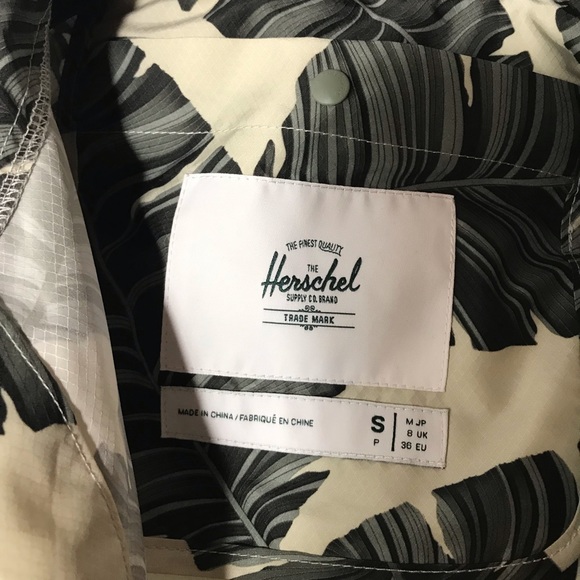 THE FINEST QUALITY
THE
Herschel
SUPPLY CO. BRAND
TRADE MARK
MADE IN CHINA / FABRIQUÉ EN CHINE
S
P
M JP
8 UK
36 EU